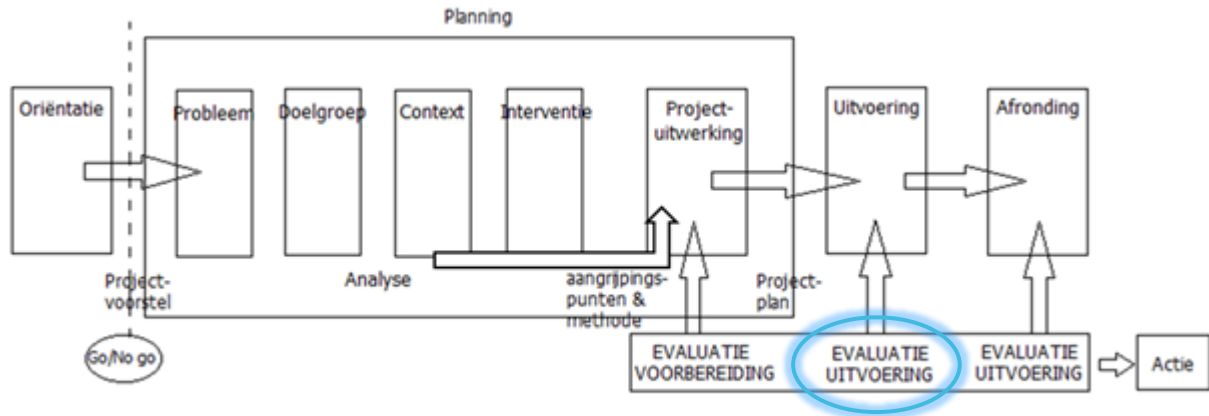 Planning
Oriëntatie
Probleem
Doelgroep
Context
Interventie
Project-
uitwerking
Uitvoering
Afronding
Project-
voorstel
Analyse
aangrijpings-
punten &
methode
Project-
plan
Go/No go
EVALUATIE
VOORBEREIDING
EVALUATIE
UITVOERING
EVALUATIE
UITVOERING
Actie